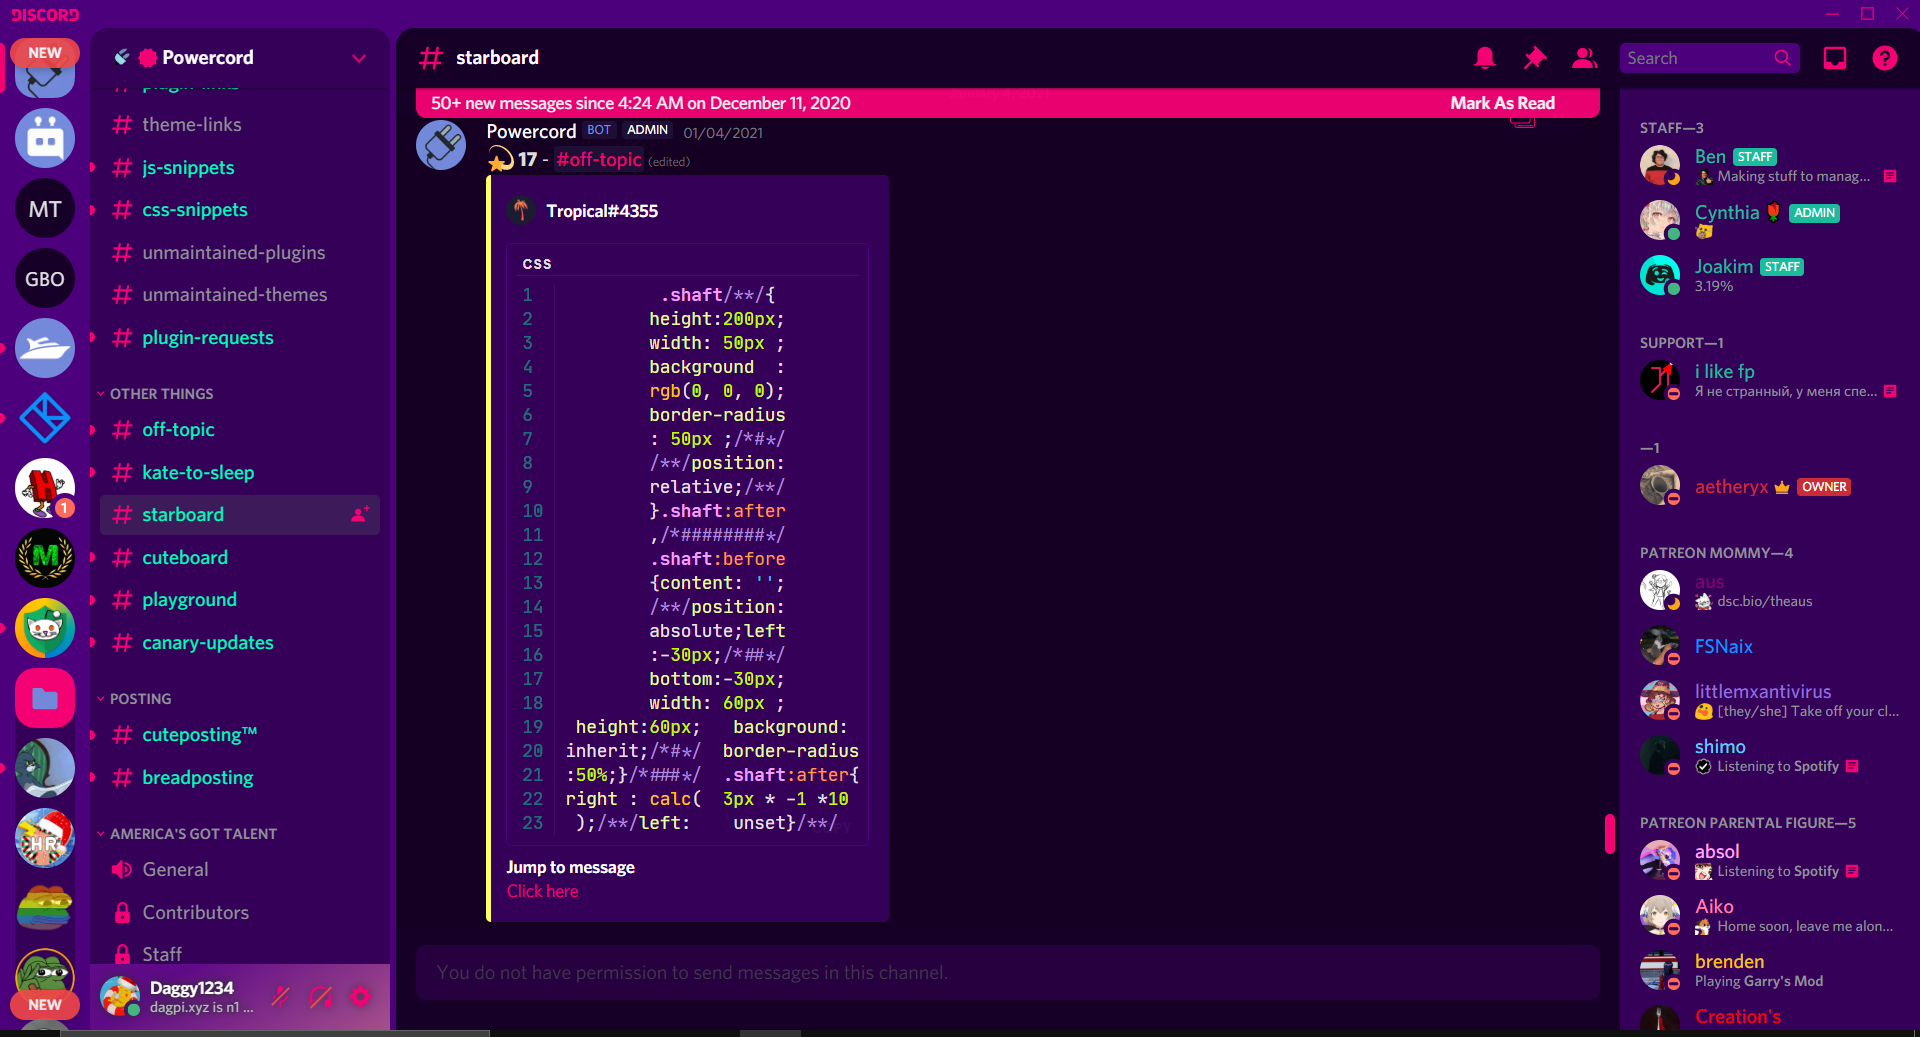 DISCORD
NEW
MT
GBO
1
HR
NEW
Powercord
plugin-links
theme-links
js-snippets
css-snippets
unmaintained-plugins
unmaintained-themes
plugin-requests
OTHER THINGS
off-topic
kate-to-sleep
starboard
cuteboard
playground
canary-updates
POSTING
cuteposting™
breadposting
AMERICA'S GOT TALENT
General
Contributors
Staff
Daggy1234
dagpi.xyz is n1 ...
starboard
Search
50+ new messages since 4:24 AM on December 11, 2020 Mark As Read
Powercord BOT ADMIN 01/04/2021
17 - #off-topic (edited)
Tropical#4355
CSS
1 .shaft/**/{
2 height:200px;
3 width: 50px ;
4 background  :
5 rgb(0, 0, 0);
6 border-radius
7 : 50px ;/*#*/
8 /**/position:
9 relative;/**/
10 }.shaft:after
11 ,/*########*/
12 .shaft:before
13 {content: '';
14 /**/position:
15 absolute;left
16 :-30px;/*##*/
17 bottom:-30px;
18 width: 60px ;
19 height:60px;   background:
20 inherit;/*#*/  border-radius
21 :50%;}/*###*/  .shaft:after{
22 right : calc(  3px * -1 *10
23 );/**/left:    unset}/**/
Jump to message
Click here
You do not have permission to send messages in this channel.
STAFF—3
Ben STAFF
Making stuff to manag...
Cynthia ADMIN
Joakim STAFF
3.19%
SUPPORT—1
i like fp
Я не странный, у меня спе...
—1
aetheryx OWNER
PATREON MOMMY—4
aus
dsc.bio/theaus
FSNaix
littlemxantivirus
[they/she] Take off your cl...
shimo
Listening to Spotify
PATREON PARENTAL FIGURE—5
absol
Listening to Spotify
Aiko
Home soon, leave me alon...
brenden
Playing Garry's Mod
Creation's